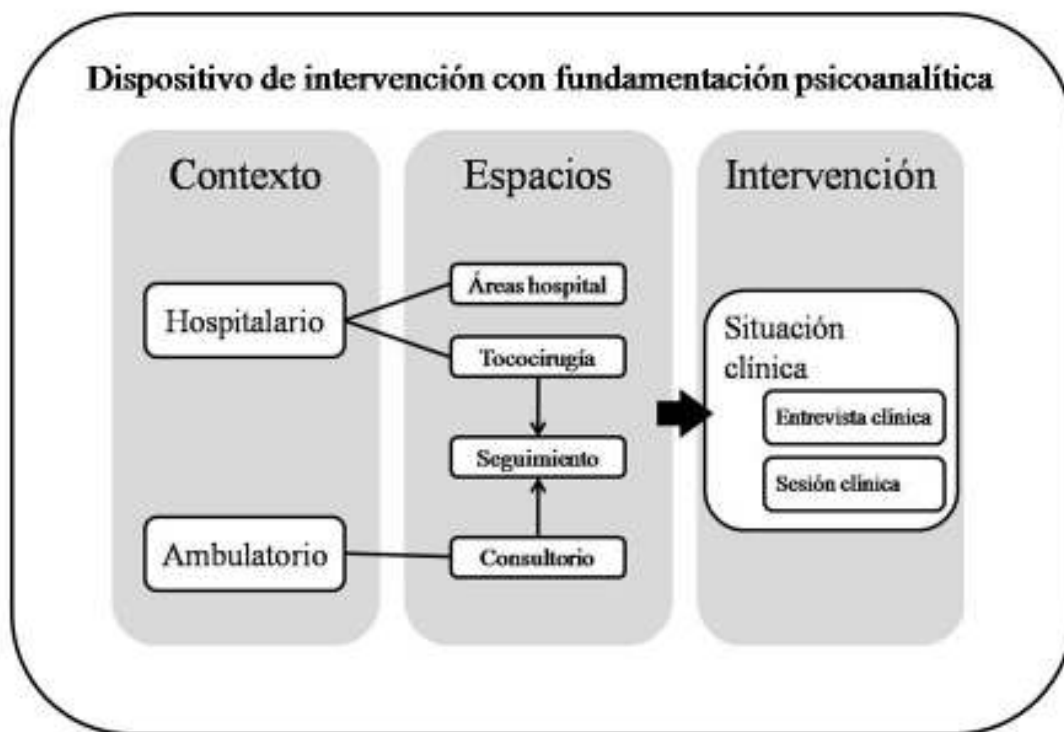 Dispositivo de intervención con fundamentación psicoanalítica
Contexto
Hospitalario
Ambulatorio
Espacios
Áreas hospital
Tococirugía
Seguimiento
Consultorio
Intervención
Situación
clínica
Entrevista clínica
Sesión clínica